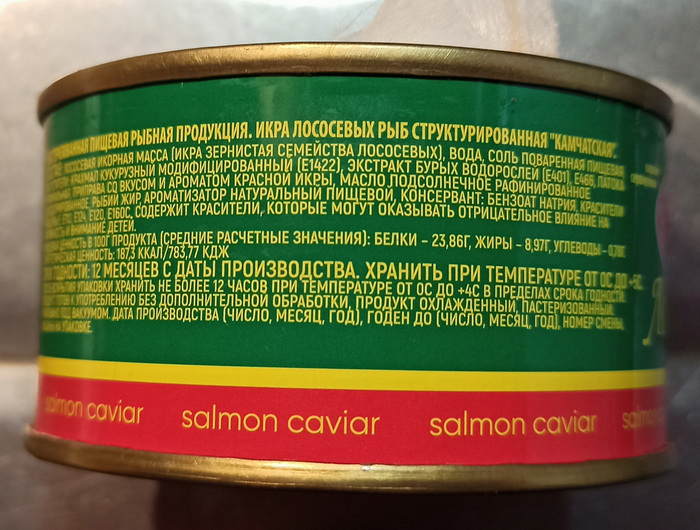 ПИЩЕВАЯ РЫБНАЯ ПРОДУКЦИЯ. ИКРА ЛОСОСЕВЫХ РЫБ СТРУКТУРИРОВАННАЯ "КАМЧАТСКАЯ".
ЛОСОСЕВАЯ ИКОРНАЯ МАССА (ИКРА ЗЕРНИСТАЯ СЕМЕЙСТВА ЛОСОСЕВЫХ), ВОДА, СОЛЬ ПОВАРЕННАЯ ПИЩЕВАЯ
КРАХМАЛ КУКУРУЗНЫЙ МОДИФИЦИРОВАННЫЙ (Е1422), ЭКСТРАКТ БУРЫХ ВОДОРОСЛЕЙ (Е401), Е466, ПАТОКА
ПРИПРАВА СО ВКУСОМ И АРОМАТОМ КРАСНОЙ ИКРЫ, МАСЛО ПОДСОЛНЕЧНОЕ РАФИНИРОВАННОЕ
РЫБИЙ ЖИР, АРОМАТИЗАТОР НАТУРАЛЬНЫЙ ПИЩЕВОЙ, КОНСЕРВАНТ: БЕНЗОАТ НАТРИЯ, КРАСИТЕЛИ
Е120, Е160С, СОДЕРЖИТ КРАСИТЕЛИ, КОТОРЫЕ МОГУТ ОКАЗЫВАТЬ ОТРИЦАТЕЛЬНОЕ ВЛИЯНИЕ НА
И ВНИМАНИЕ ДЕТЕЙ.
ЦЕННОСТЬ В 100Г ПРОДУКТА (СРЕДНИЕ РАСЧЕТНЫЕ ЗНАЧЕНИЯ): БЕЛКИ – 23,86Г, ЖИРЫ – 8,97Г, УГЛЕВОДЫ –
ЦЕННОСТЬ: 187,3 ККАЛ/783,77 КДЖ
12 МЕСЯЦЕВ С ДАТЫ ПРОИЗВОДСТВА. ХРАНИТЬ ПРИ ТЕМПЕРАТУРЕ ОТ 0С ДО
УПАКОВКИ ХРАНИТЬ НЕ БОЛЕЕ 12 ЧАСОВ ПРИ ТЕМПЕРАТУРЕ ОТ 0С ДО +4С В ПРЕДЕЛАХ СРОКА ГОДНОСТИ.
К УПОТРЕБЛЕНИЮ БЕЗ ДОПОЛНИТЕЛЬНОЙ ОБРАБОТКИ, ПРОДУКТ ОХЛАЖДЕННЫЙ, ПАСТЕРИЗОВАННЫЙ,
ПОД ВАКУУМОМ. ДАТА ПРОИЗВОДСТВА (ЧИСЛО, МЕСЯЦ, ГОД), ГОДЕН ДО (ЧИСЛО, МЕСЯЦ, ГОД), НОМЕР СМЕНЫ,
НА УПАКОВКЕ.
salmon caviar salmon caviar salmon caviar